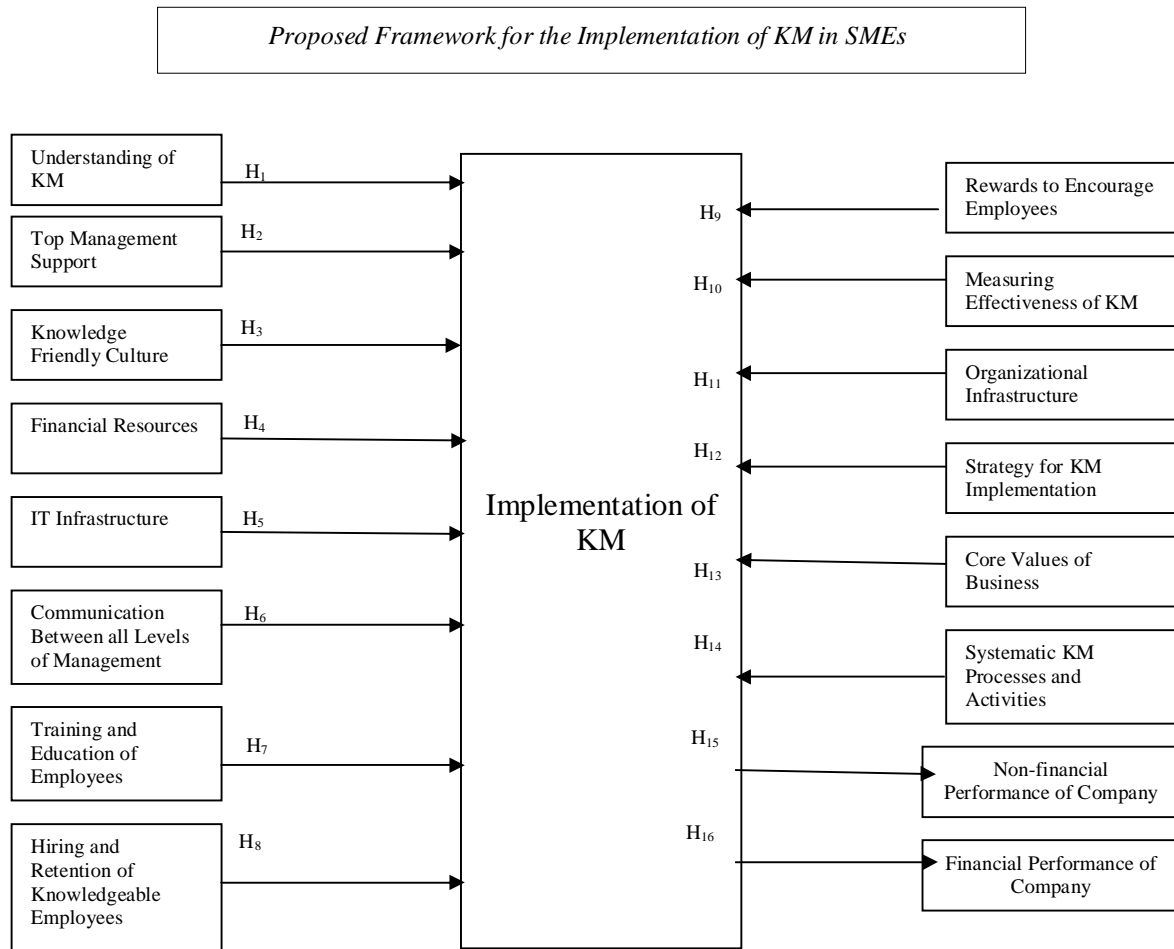 Proposed Framework for the Implementation of KM in SMEs
Understanding of
KM
H₁
Top Management
Support
H₂
Knowledge
Friendly Culture
H₃
Financial Resources
H₄
IT Infrastructure
H₅
Communication
Between all Levels
of Management
H₆
Training and
Education of
Employees
H₇
Hiring and
Retention of
Knowledgeable
Employees
H₈
Implementation of
KM
H₉
Rewards to Encourage
Employees
H₁₀
Measuring
Effectiveness of KM
H₁₁
Organizational
Infrastructure
H₁₂
Strategy for KM
Implementation
H₁₃
Core Values of
Business
H₁₄
Systematic KM
Processes and
Activities
H₁₅
Non-financial
Performance of Company
H₁₆
Financial Performance of
Company